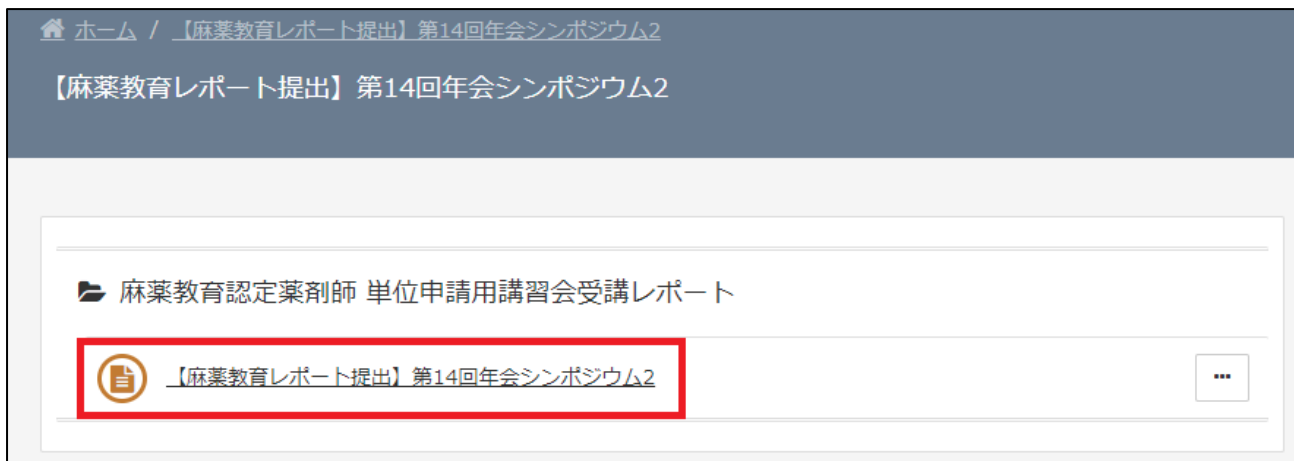 ホーム / 【麻薬教育レポート提出】第14回年会シンポジウム2
【麻薬教育レポート提出】第14回年会シンポジウム2
麻薬教育認定薬剤師 単位申請用講習会受講レポート
【麻薬教育レポート提出】第14回年会シンポジウム2